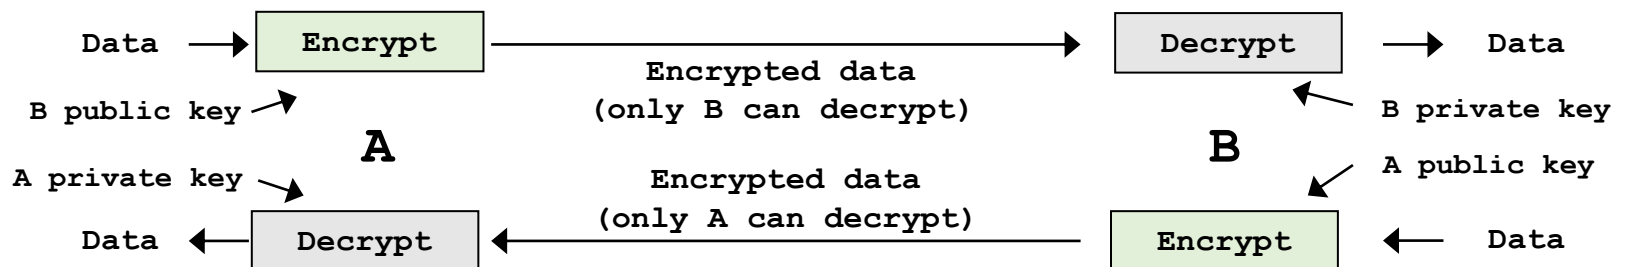 Data
Encrypt
Decrypt
Data
Encrypted data
(only B can decrypt)
B public key
B private key
A
B
A private key
A public key
Encrypted data
(only A can decrypt)
Data
Decrypt
Encrypt
Data